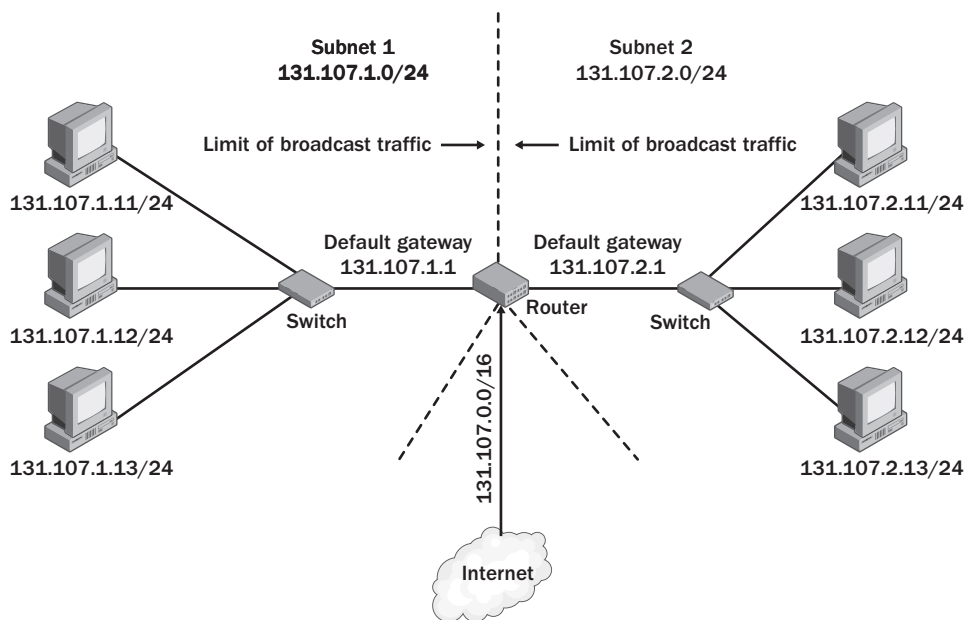 Subnet 1
131.107.1.0/24
Subnet 2
131.107.2.0/24
Limit of broadcast traffic
Limit of broadcast traffic
131.107.1.11/24
131.107.2.11/24
Default gateway
131.107.1.1
Default gateway
131.107.2.1
Switch
Router
Switch
131.107.1.12/24
131.107.2.12/24
131.107.0.0/16
131.107.1.13/24
131.107.2.13/24
Internet